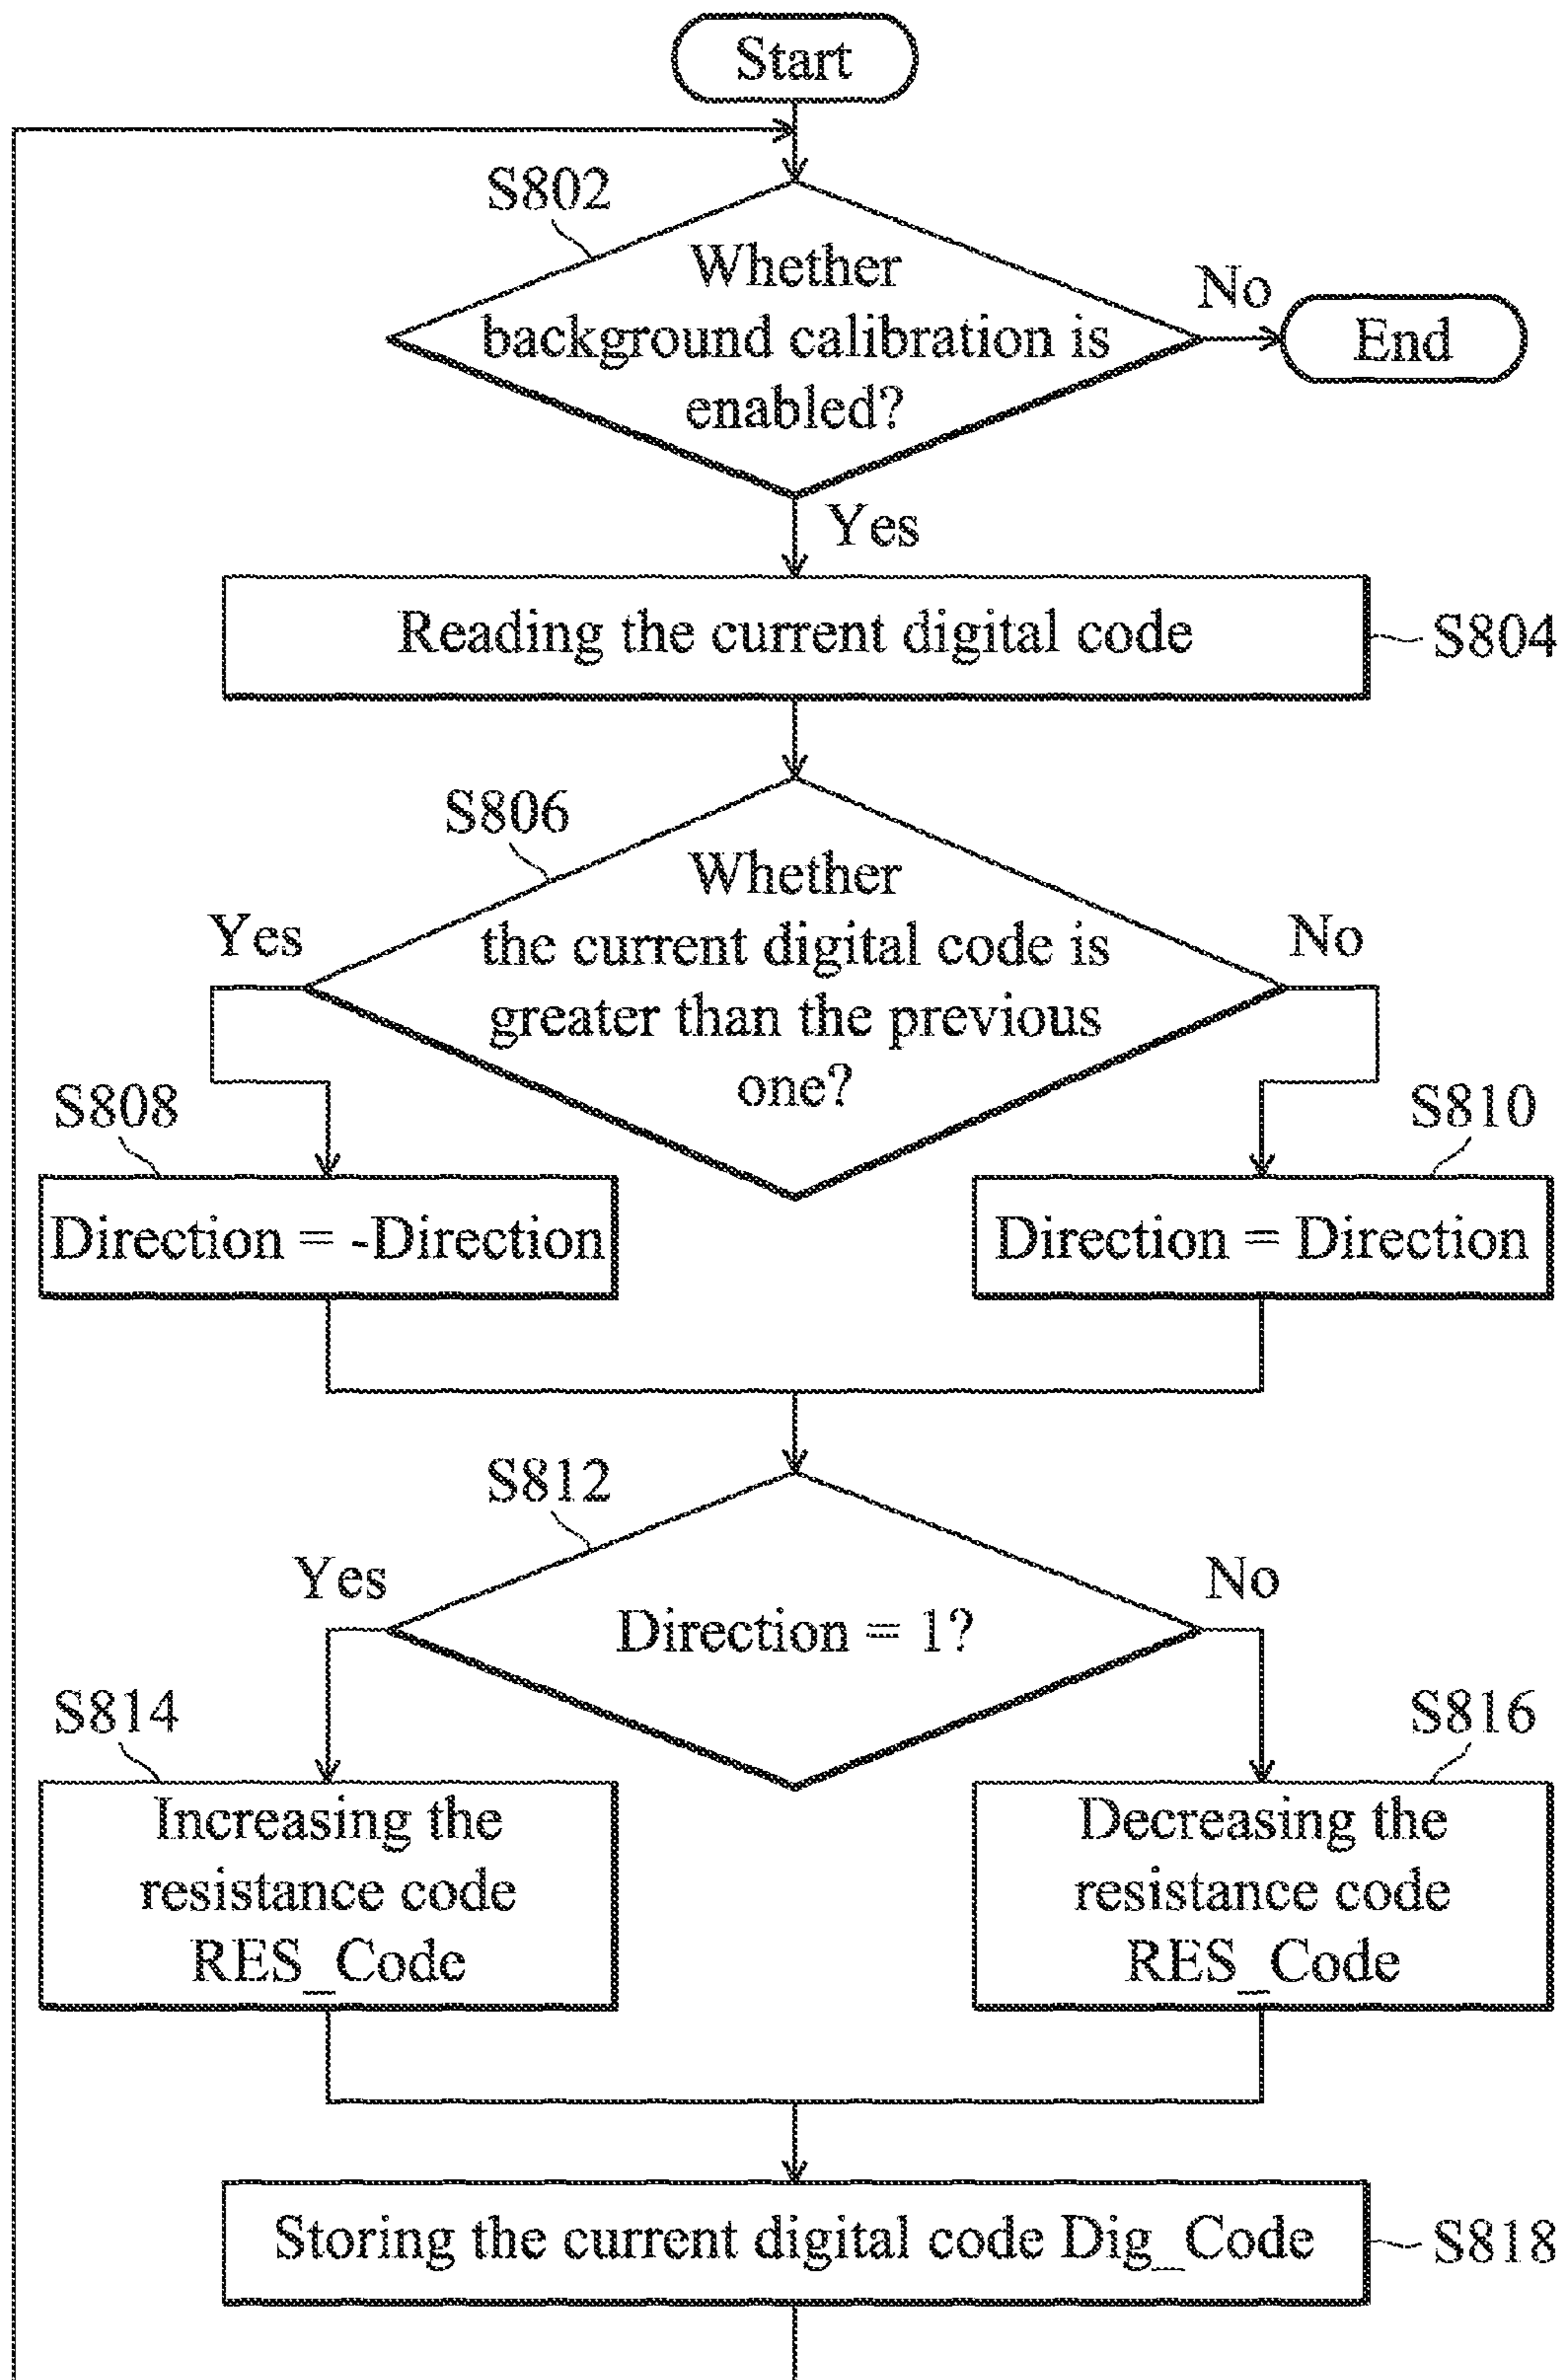 Start
S802
Whether
background calibration is
enabled?
No
End
Yes
Reading the current digital code
S804
S806
Whether
the current digital code is
greater than the previous
one?
Yes
No
S808
S810
Direction = -Direction
Direction = Direction
S812
Yes
No
Direction = 1?
S814
S816
Increasing the
resistance code
RES_Code
Decreasing the
resistance code
RES_Code
Storing the current digital code Dig_Code
S818